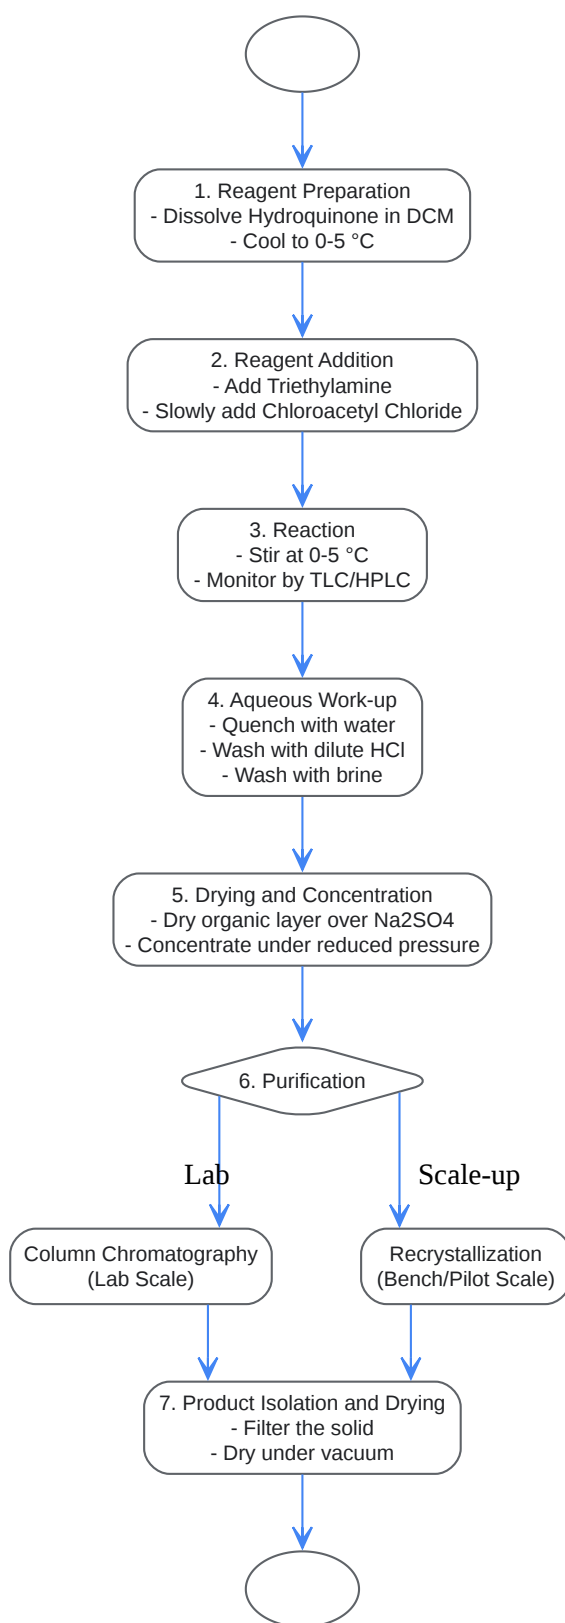 1. Reagent Preparation
- Dissolve Hydroquinone in DCM
- Cool to 0-5 °C
2. Reagent Addition
- Add Triethylamine
- Slowly add Chloroacetyl Chloride
3. Reaction
- Stir at 0-5 °C
- Monitor by TLC/HPLC
4. Aqueous Work-up
- Quench with water
- Wash with dilute HCl
- Wash with brine
5. Drying and Concentration
- Dry organic layer over Na2SO4
- Concentrate under reduced pressure
6. Purification
Lab
Scale-up
Column Chromatography
(Lab Scale)
Recrystallization
(Bench/Pilot Scale)
7. Product Isolation and Drying
- Filter the solid
- Dry under vacuum